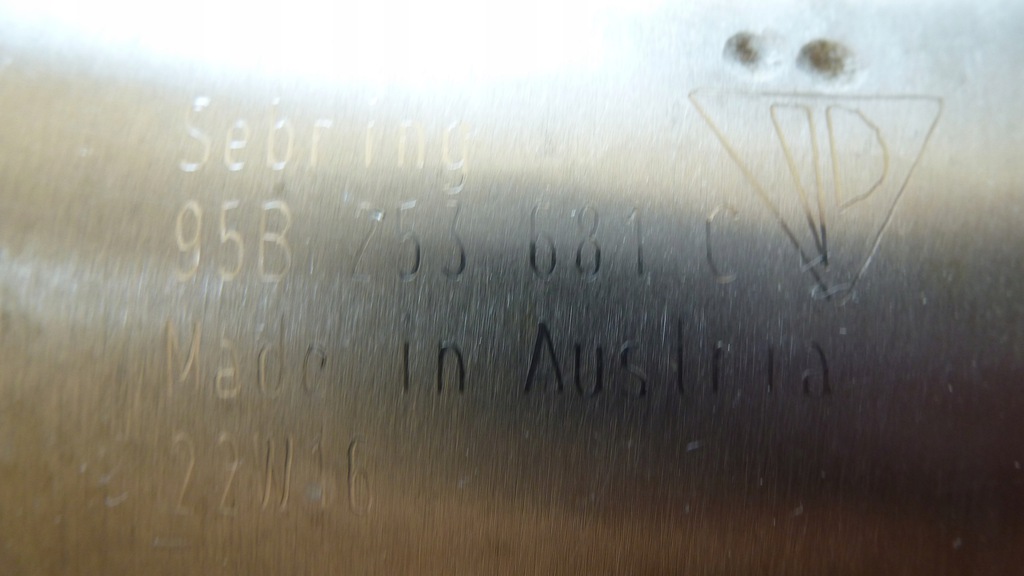 Sebring
95B 253 681 C
Made in Austria
22W16